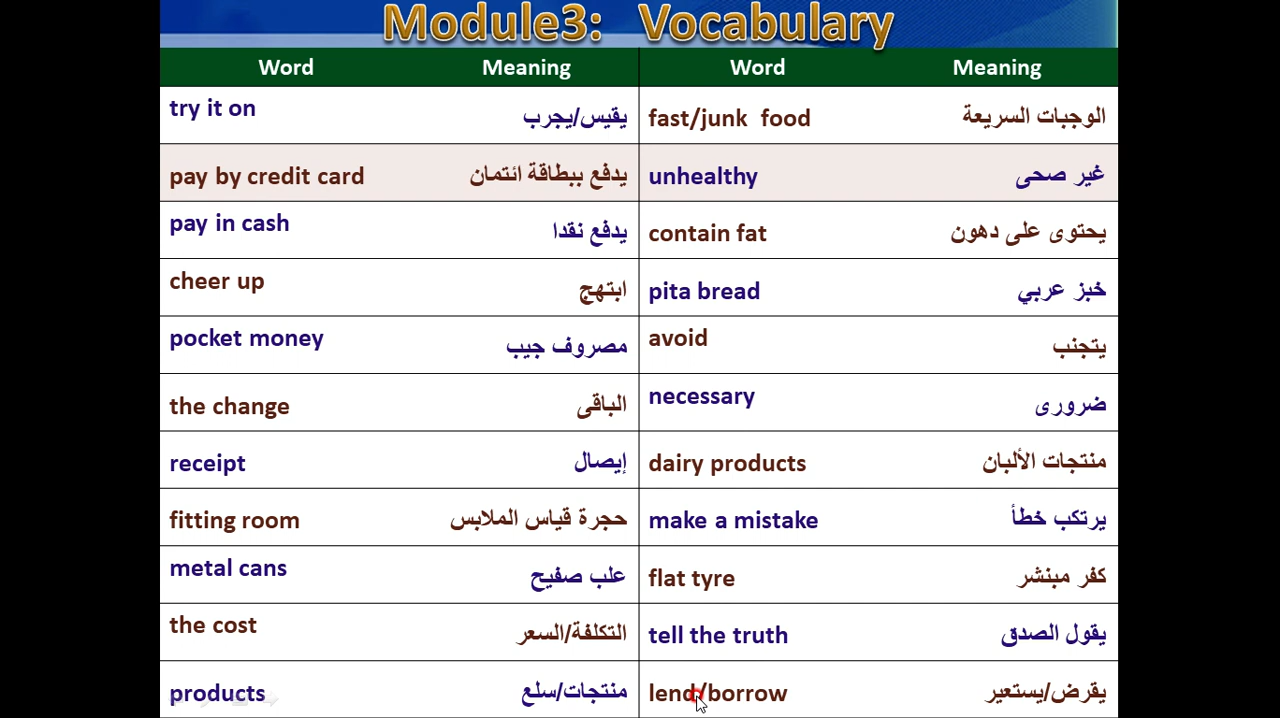 Module3: Vocabulary
Word Meaning Word Meaning
try it on يقيس/يجرب fast/junk food الوجبات السريعة
pay by credit card يدفع ببطاقة ائتمان unhealthy غير صحى
pay in cash يدفع نقدا contain fat يحتوى على دهون
cheer up ابتهج pita bread خبز عربي
pocket money مصروف جيب avoid يتجنب
the change الباقى necessary ضرورى
receipt إيصال dairy products منتجات الألبان
fitting room حجرة قياس الملابس make a mistake يرتكب خطأ
metal cans علب صفيح flat tyre كفر مبنشر
the cost التكلفة/السعر tell the truth يقول الصدق
products منتجات/سلع lend/borrow يقرض/يستعير